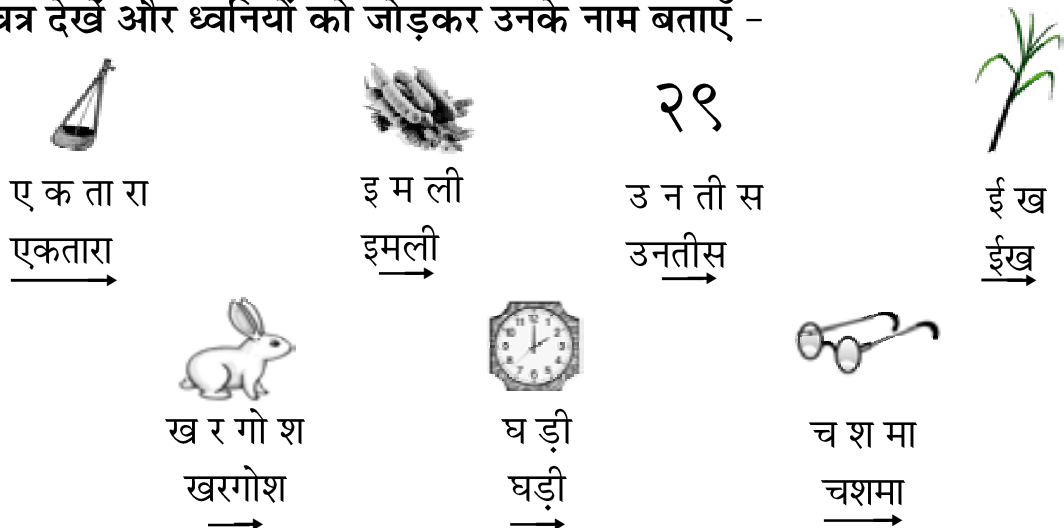 देखें और ध्वनियों को जोड़कर उनके नाम बताएँ –
२९
ए क ता रा इ म ली उ न ती स ई ख
एकतारा इमली उनतीस ईख
ख र गो श घ ड़ी च श मा
खरगोश घड़ी चशमा